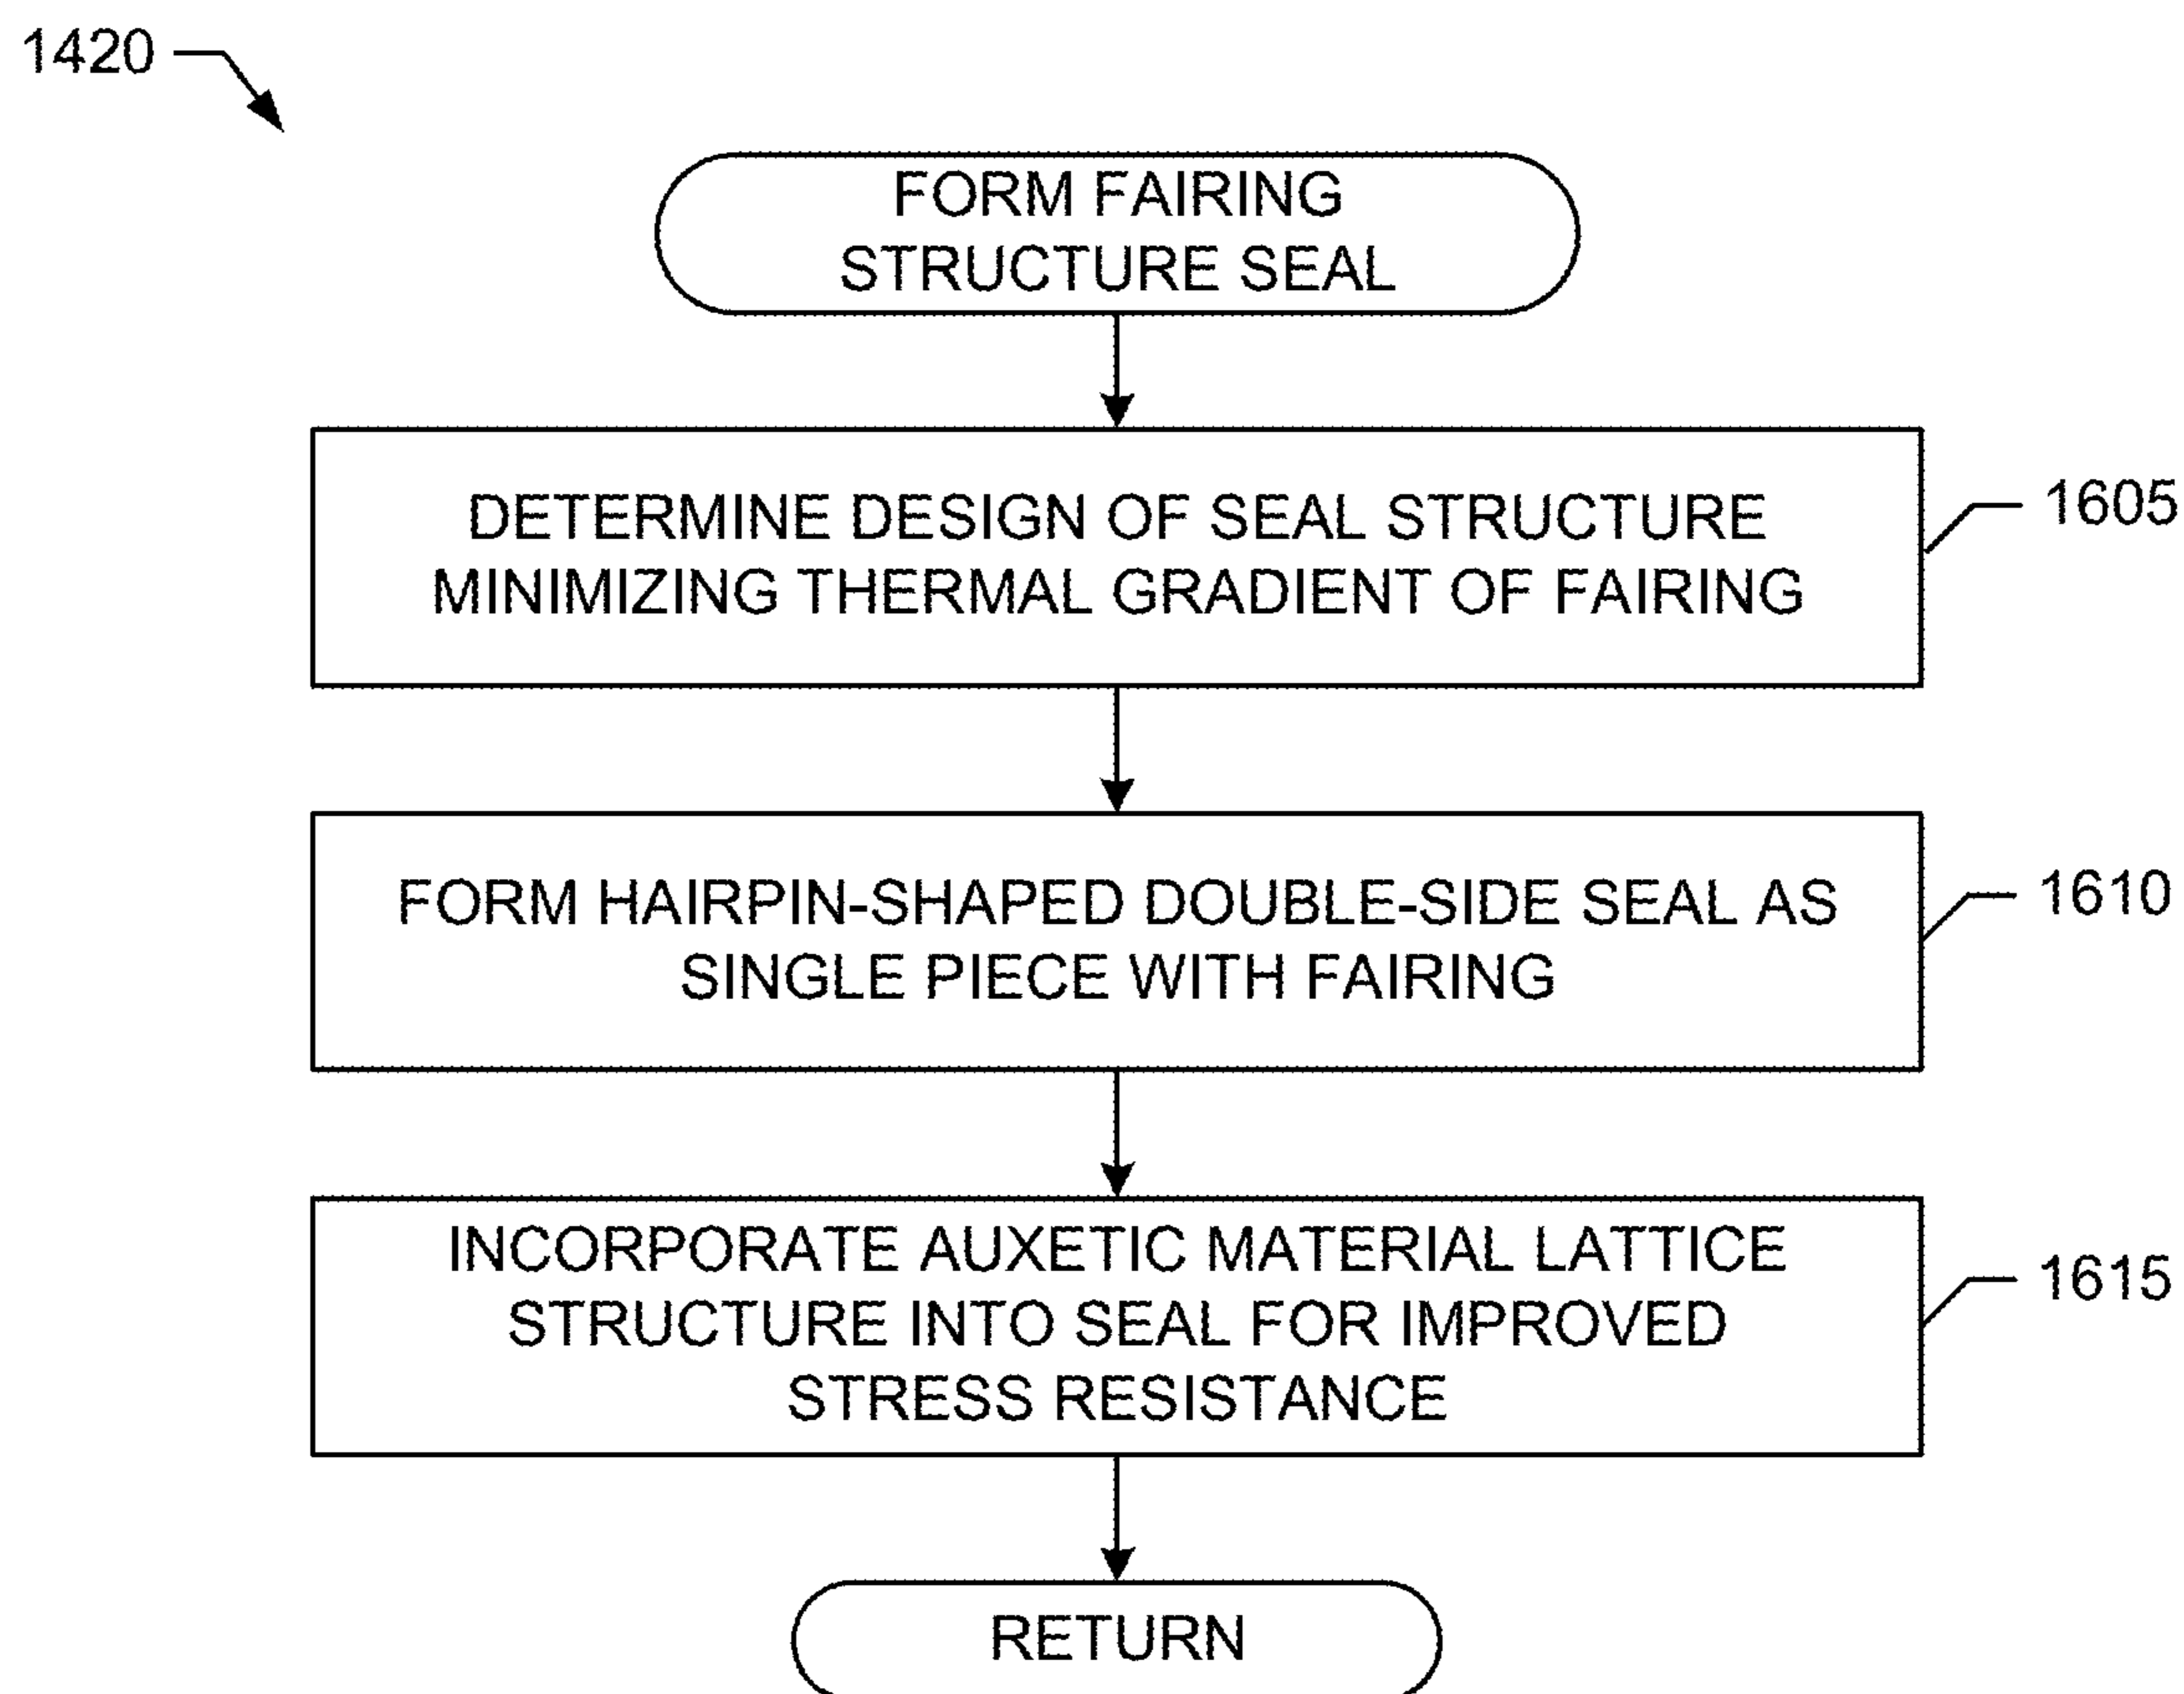 1420
FORM FAIRING
STRUCTURE SEAL
DETERMINE DESIGN OF SEAL STRUCTURE
MINIMIZING THERMAL GRADIENT OF FAIRING
1605
FORM HAIRPIN-SHAPED DOUBLE-SIDE SEAL AS
SINGLE PIECE WITH FAIRING
1610
INCORPORATE AUXETIC MATERIAL LATTICE
STRUCTURE INTO SEAL FOR IMPROVED
STRESS RESISTANCE
1615
RETURN